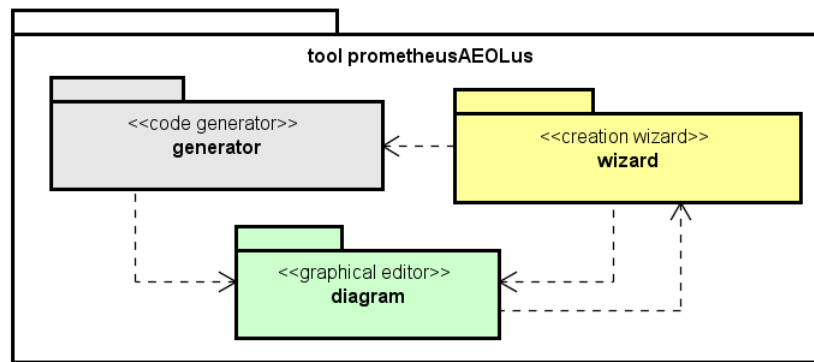 tool prometheusAEOLus
<<code generator>>
generator
<<creation wizard>>
wizard
<<graphical editor>>
diagram